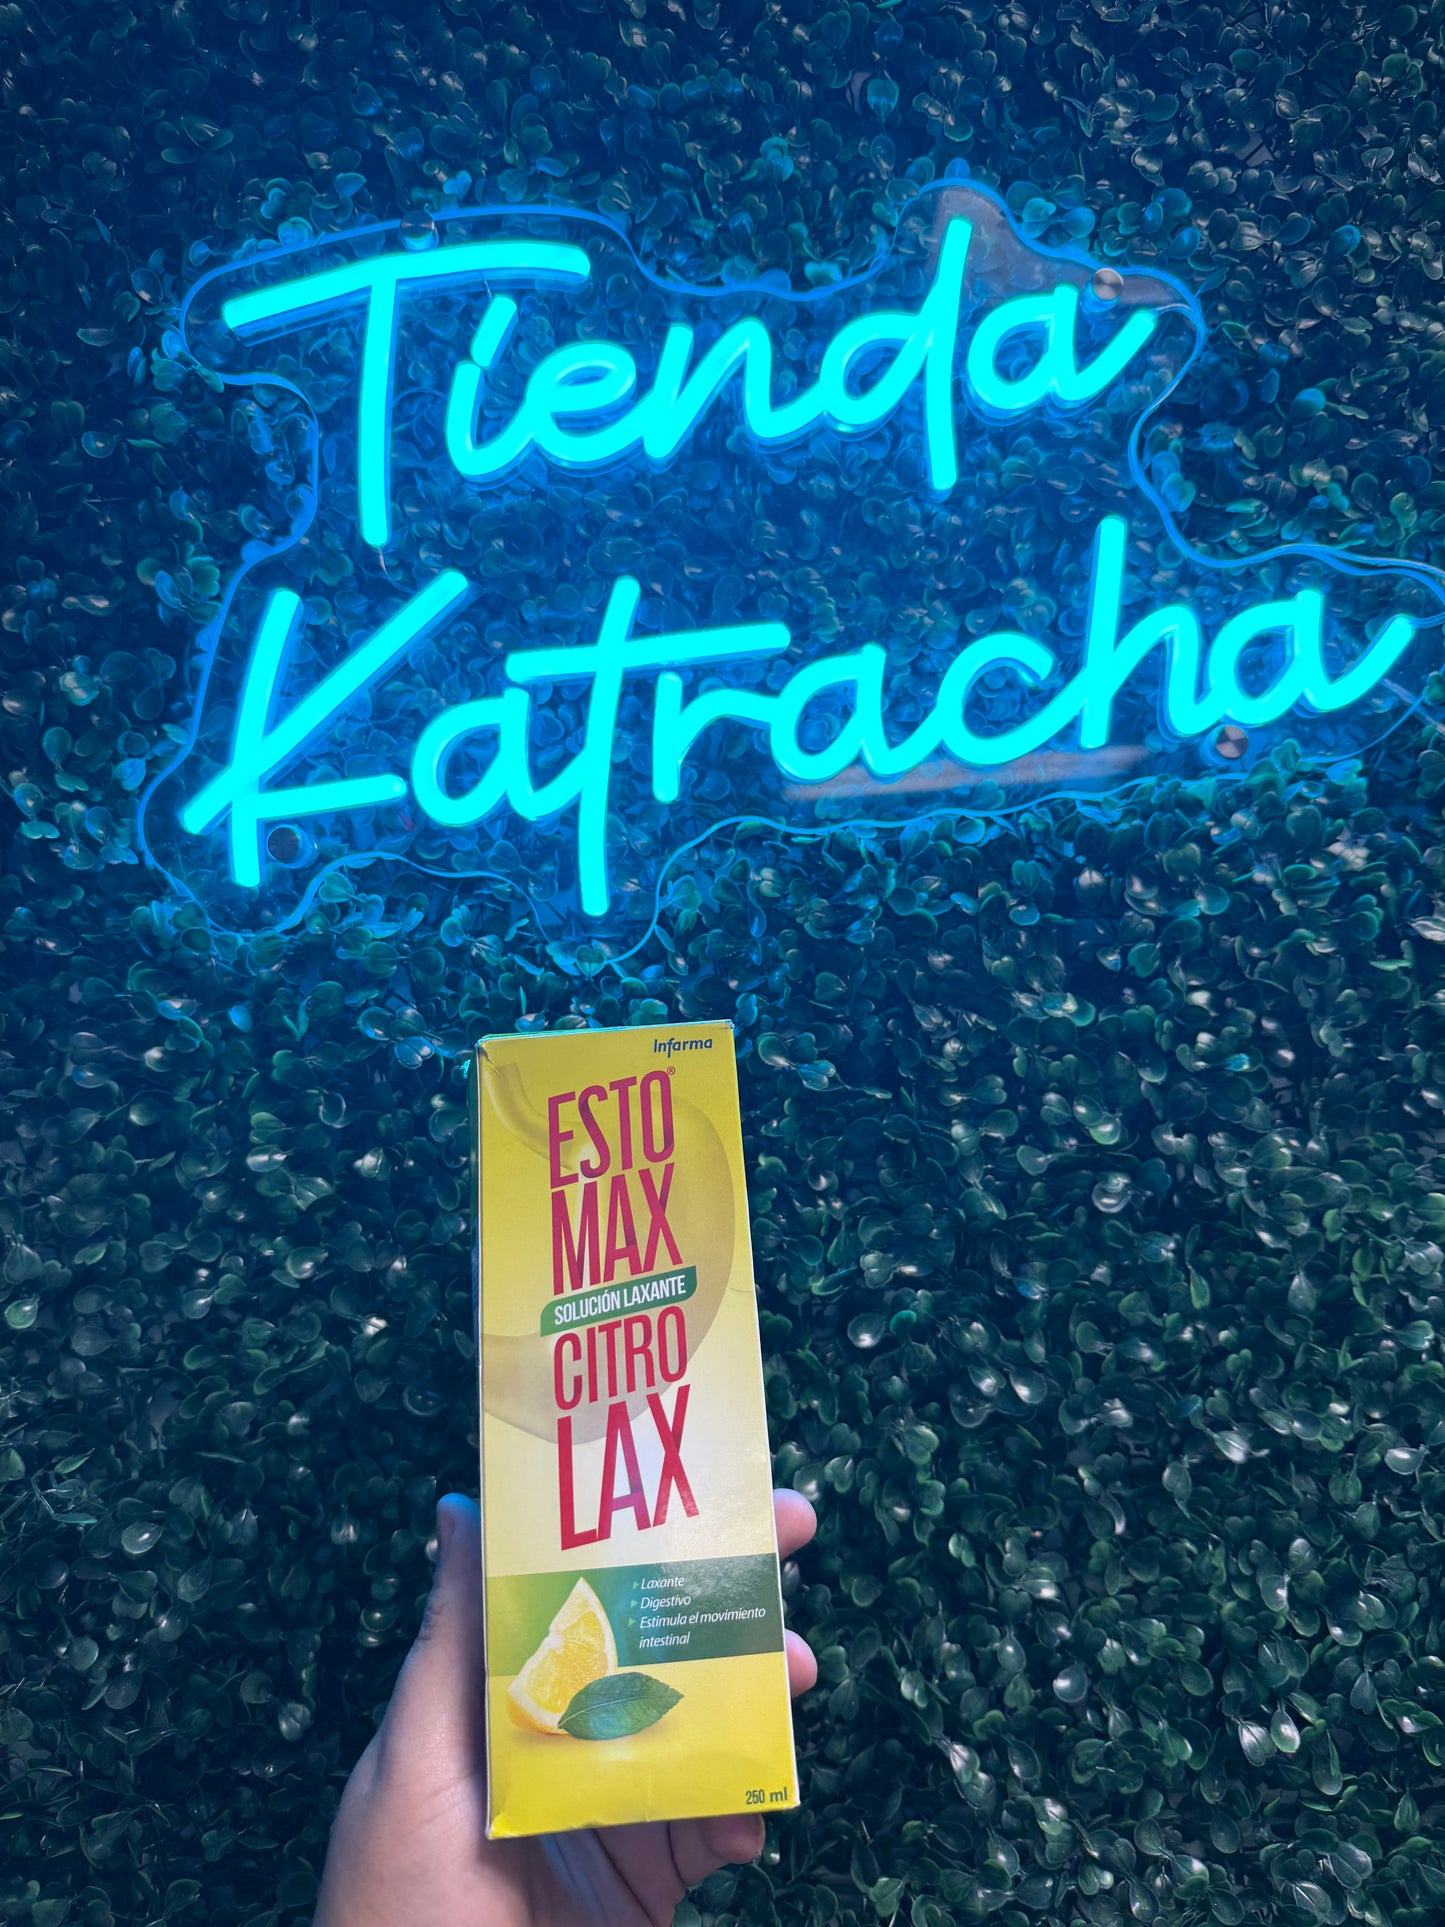 Tienda
Katracha
Infarma
ESTO®
MAX
SOLUCIÓN LAXANTE
CITRO
LAX
Laxante
Digestivo
Estimula el movimiento
intestinal
250 ml